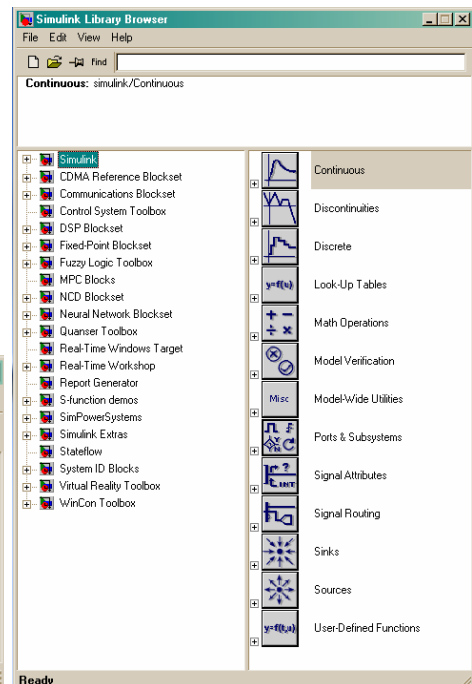 Simulink Library Browser
File Edit View Help
Find
Continuous: simulink/Continuous
Simulink
CDMA Reference Blockset
Communications Blockset
Control System Toolbox
DSP Blockset
Fixed-Point Blockset
Fuzzy Logic Toolbox
MPC Blocks
NCD Blockset
Neural Network Blockset
Quanser Toolbox
Real-Time Windows Target
Real-Time Workshop
Report Generator
S-function demos
SimPowerSystems
Simulink Extras
Stateflow
System ID Blocks
Virtual Reality Toolbox
WinCon Toolbox
Continuous
Discontinuities
Discrete
y=f(u) Look-Up Tables
+ − ÷ × Math Operations
Model Verification
Misc Model-Wide Utilities
Ports & Subsystems
Signal Attributes
Signal Routing
Sinks
Sources
y=f(t,u) User-Defined Functions
Ready